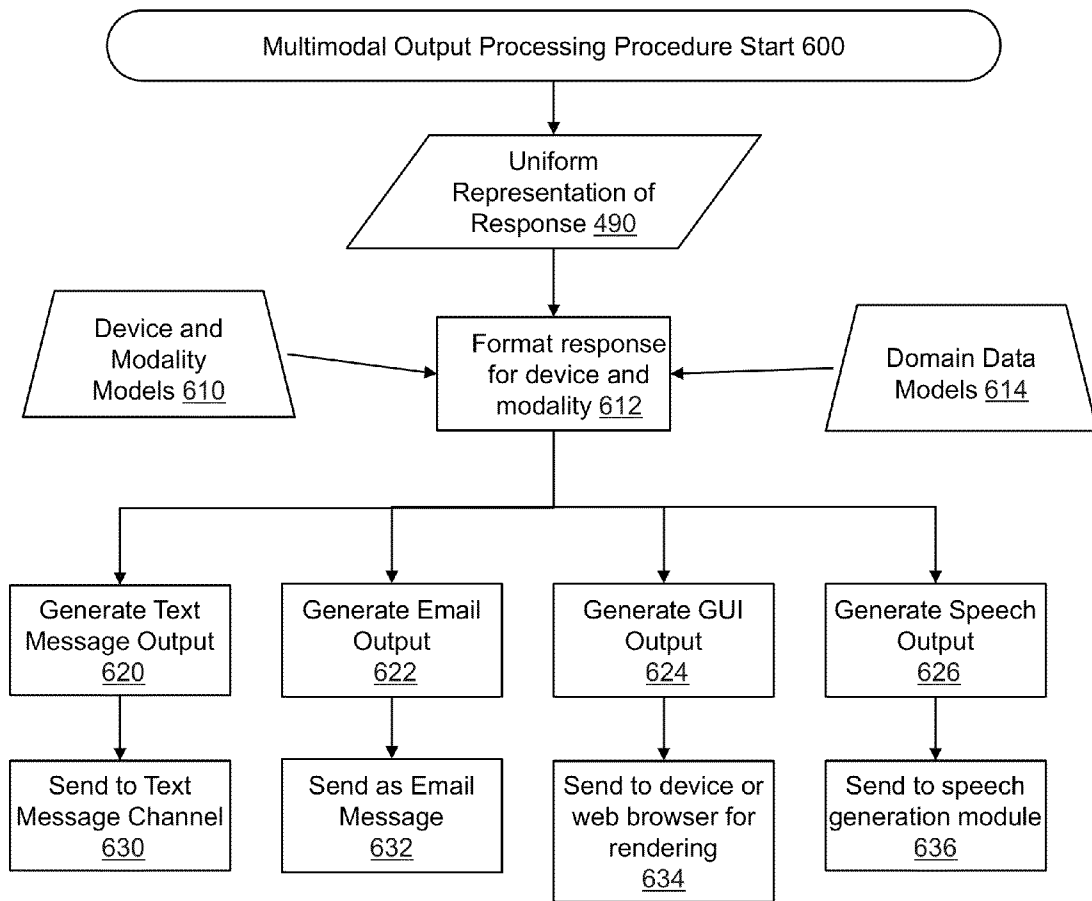 Multimodal Output Processing Procedure Start 600
Uniform
Representation of
Response 490
Device and
Modality
Models 610
Format response
for device and
modality 612
Domain Data
Models 614
Generate Text
Message Output
620
Generate Email
Output
622
Generate GUI
Output
624
Generate Speech
Output
626
Send to Text
Message Channel
630
Send as Email
Message
632
Send to device or
web browser for
rendering
634
Send to speech
generation module
636